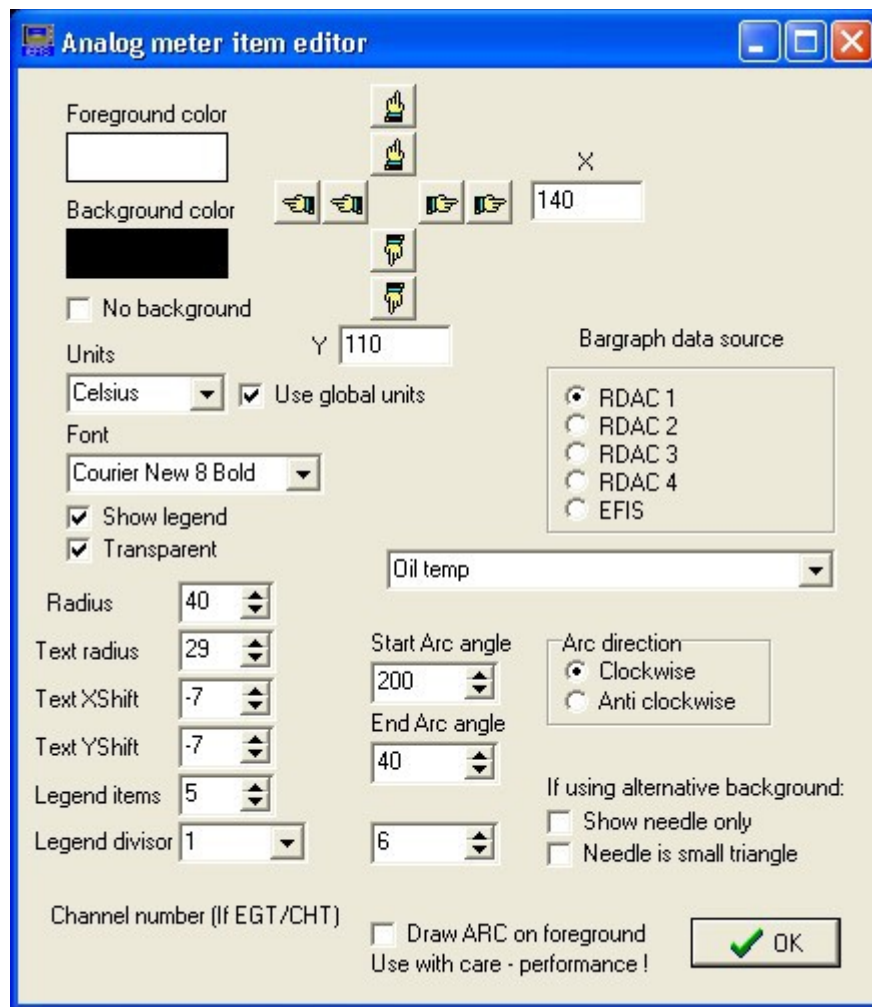 Analog meter item editor
Foreground color
X
140
Background color
No background
Y 110
Units
Celsius
Use global units
Bargraph data source
RDAC 1
RDAC 2
RDAC 3
RDAC 4
EFIS
Font
Courier New 8 Bold
Show legend
Transparent
Oil temp
Radius 40
Text radius 29
Text XShift -7
Text YShift -7
Legend items 5
Legend divisor 1
Start Arc angle
200
End Arc angle
40
6
Arc direction
Clockwise
Anti clockwise
If using alternative background:
Show needle only
Needle is small triangle
Channel number (If EGT/CHT)
Draw ARC on foreground
Use with care - performance !
OK